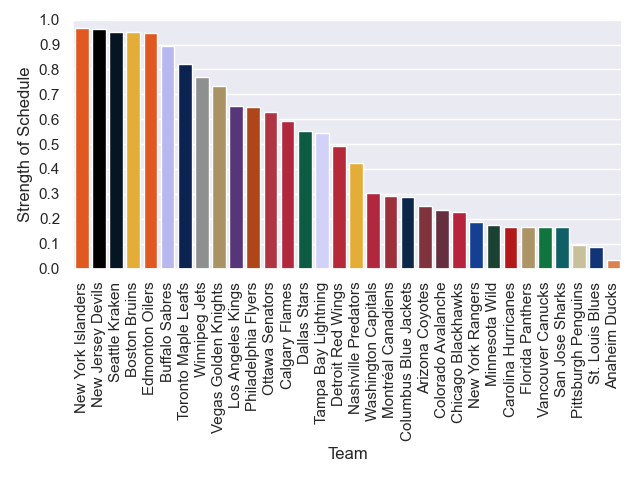 1.0
0.9
0.8
0.7
0.6
0.5
0.4
0.3
0.2
0.1
0.0
Strength of Schedule
New York Islanders
New Jersey Devils
Seattle Kraken
Boston Bruins
Edmonton Oilers
Buffalo Sabres
Toronto Maple Leafs
Winnipeg Jets
Vegas Golden Knights
Los Angeles Kings
Philadelphia Flyers
Ottawa Senators
Calgary Flames
Dallas Stars
Tampa Bay Lightning
Detroit Red Wings
Nashville Predators
Washington Capitals
Montréal Canadiens
Columbus Blue Jackets
Arizona Coyotes
Colorado Avalanche
Chicago Blackhawks
New York Rangers
Minnesota Wild
Carolina Hurricanes
Florida Panthers
Vancouver Canucks
San Jose Sharks
Pittsburgh Penguins
St. Louis Blues
Anaheim Ducks
Team